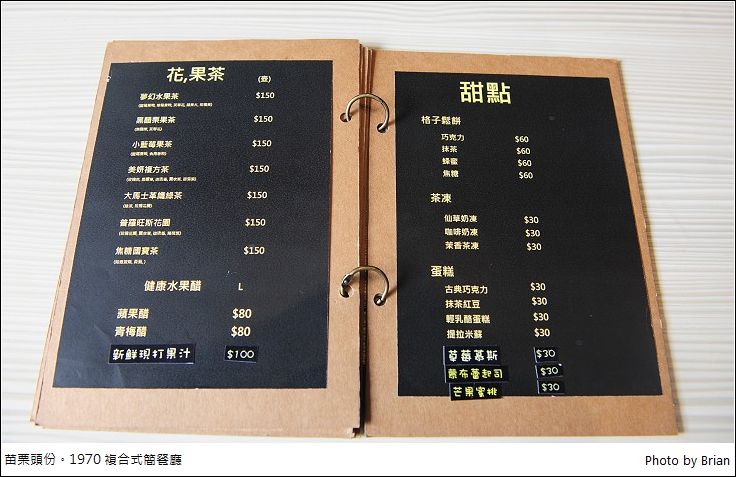 花,果茶 (壺)
夢幻水果茶 $150
黑醋果果茶 $150
小藍莓果茶 $150
美妍複方茶 $150
大馬士革纖綠茶 $150
普羅旺斯花園 $150
焦糖國寶茶 $150
健康水果醋 L
蘋果醋 $80
青梅醋 $80
新鮮現打果汁 $100
甜點
格子鬆餅
巧克力 $60
抹茶 $60
蜂蜜 $60
焦糖 $60
茶凍
仙草奶凍 $30
咖啡奶凍 $30
茉香茶凍 $30
蛋糕
古典巧克力 $30
抹茶紅豆 $30
輕乳酪蛋糕 $30
提拉米蘇 $30
草莓慕斯 $30
熏布蕾起司 $30
芒果蜜桃 $30
苗栗頭份。1970 複合式簡餐廳
Photo by Brian